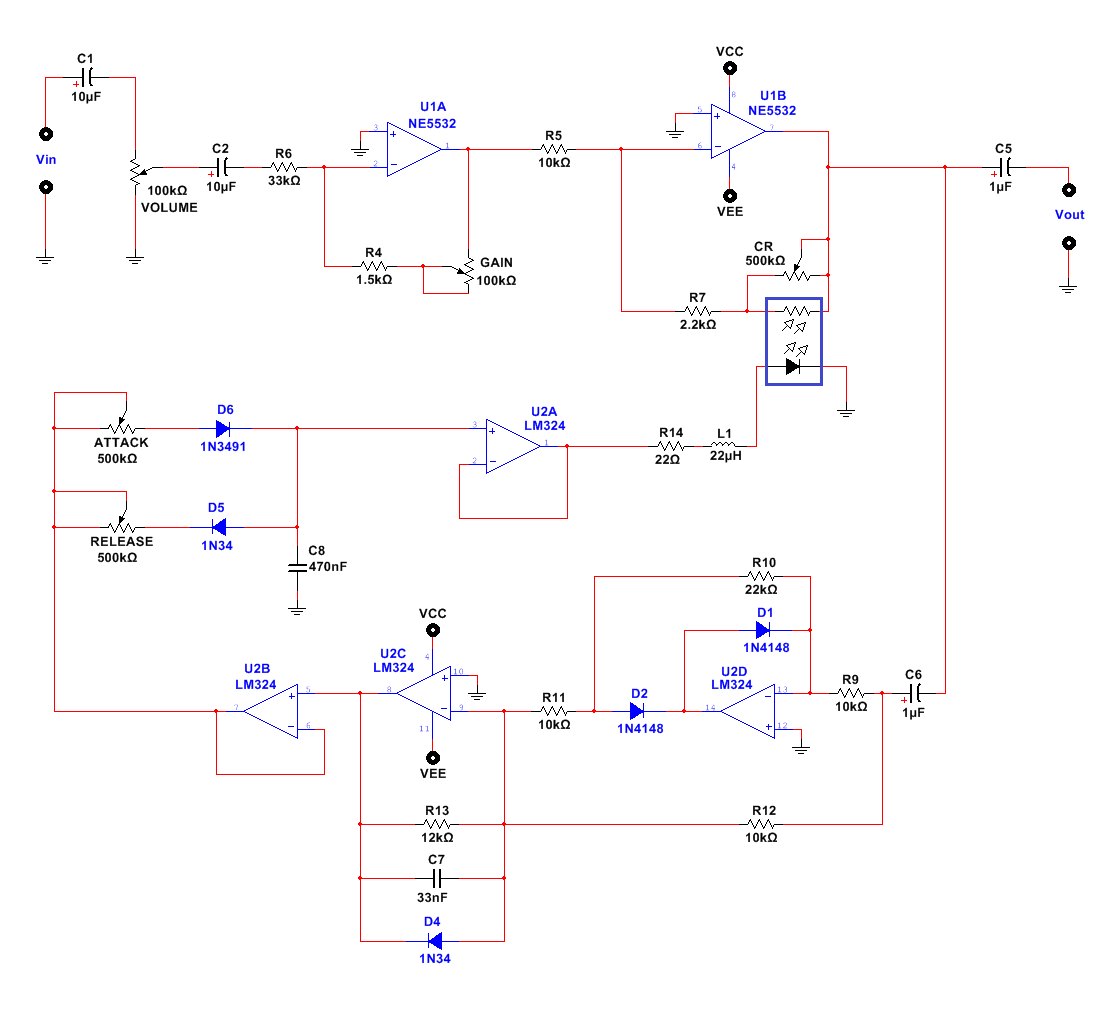 C1
+
10µF
Vin
100kΩ
VOLUME
C2
+
10µF
R6
33kΩ
U1A
NE5532
3
+
2
−
1
R4
1.5kΩ
GAIN
100kΩ
R5
10kΩ
VCC
8
U1B
NE5532
5
+
6
−
7
4
VEE
C5
+
1µF
Vout
CR
500kΩ
R7
2.2kΩ
ATTACK
500kΩ
D6
1N3491
U2A
LM324
3
+
2
−
1
R14
22Ω
L1
22µH
RELEASE
500kΩ
D5
1N34
C8
470nF
R10
22kΩ
D1
1N4148
VCC
4
U2C
LM324
10
+
9
−
8
11
VEE
U2B
LM324
5
+
6
−
7
R11
10kΩ
D2
1N4148
U2D
LM324
13
−
12
+
14
R9
10kΩ
C6
+
1µF
R13
12kΩ
R12
10kΩ
C7
33nF
D4
1N34